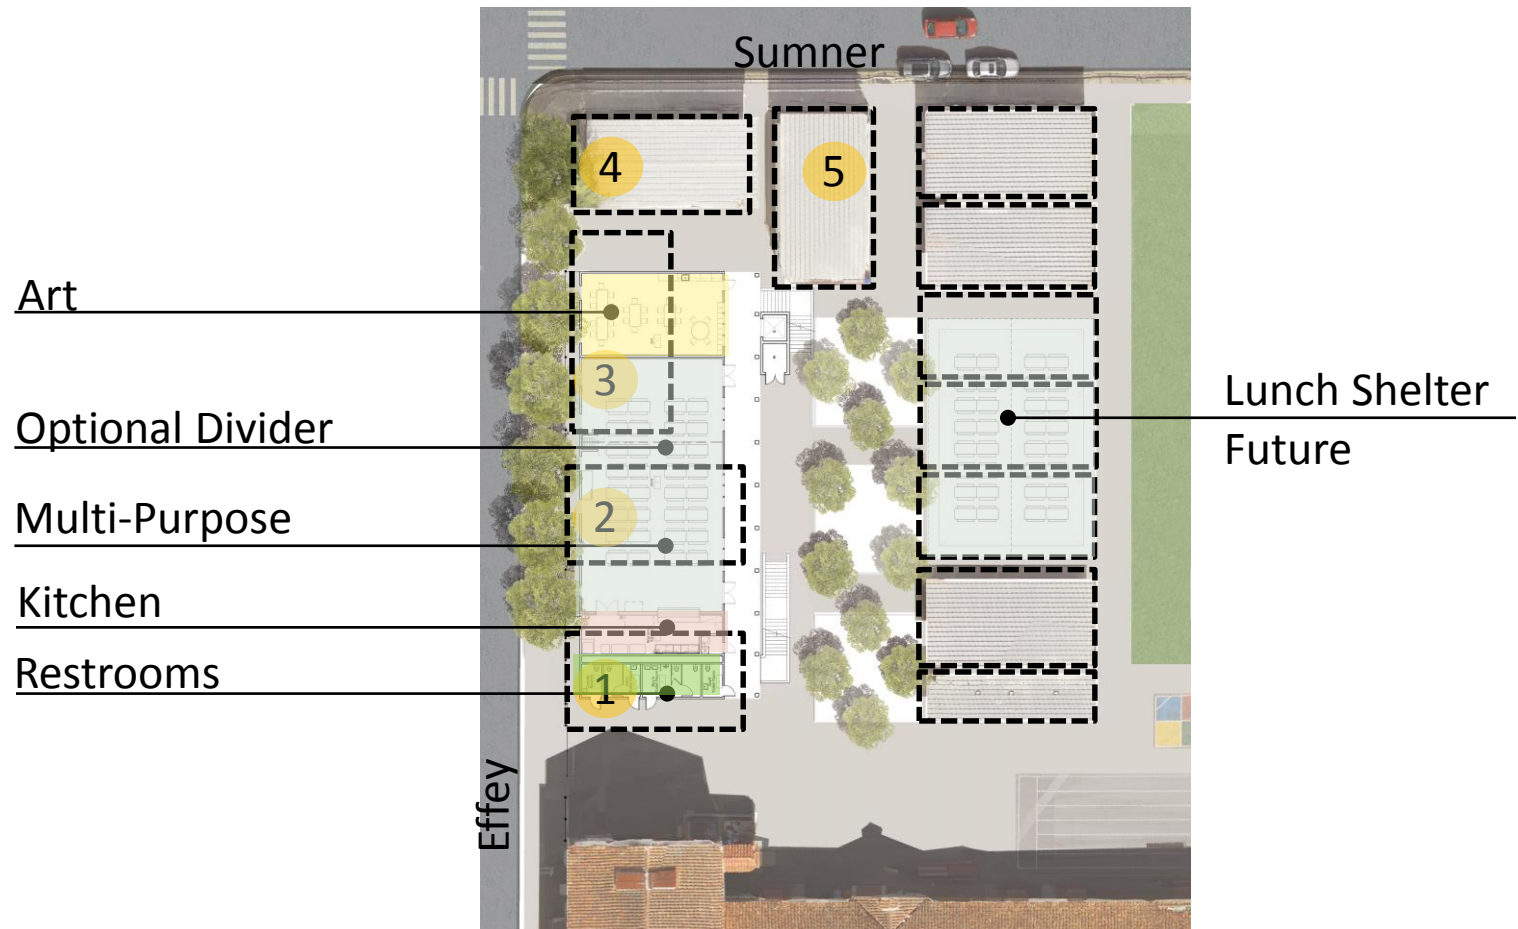 Sumner
4
5
Art
3
Optional Divider
Lunch Shelter
Future
2
Multi-Purpose
Kitchen
Restrooms
1
Effey